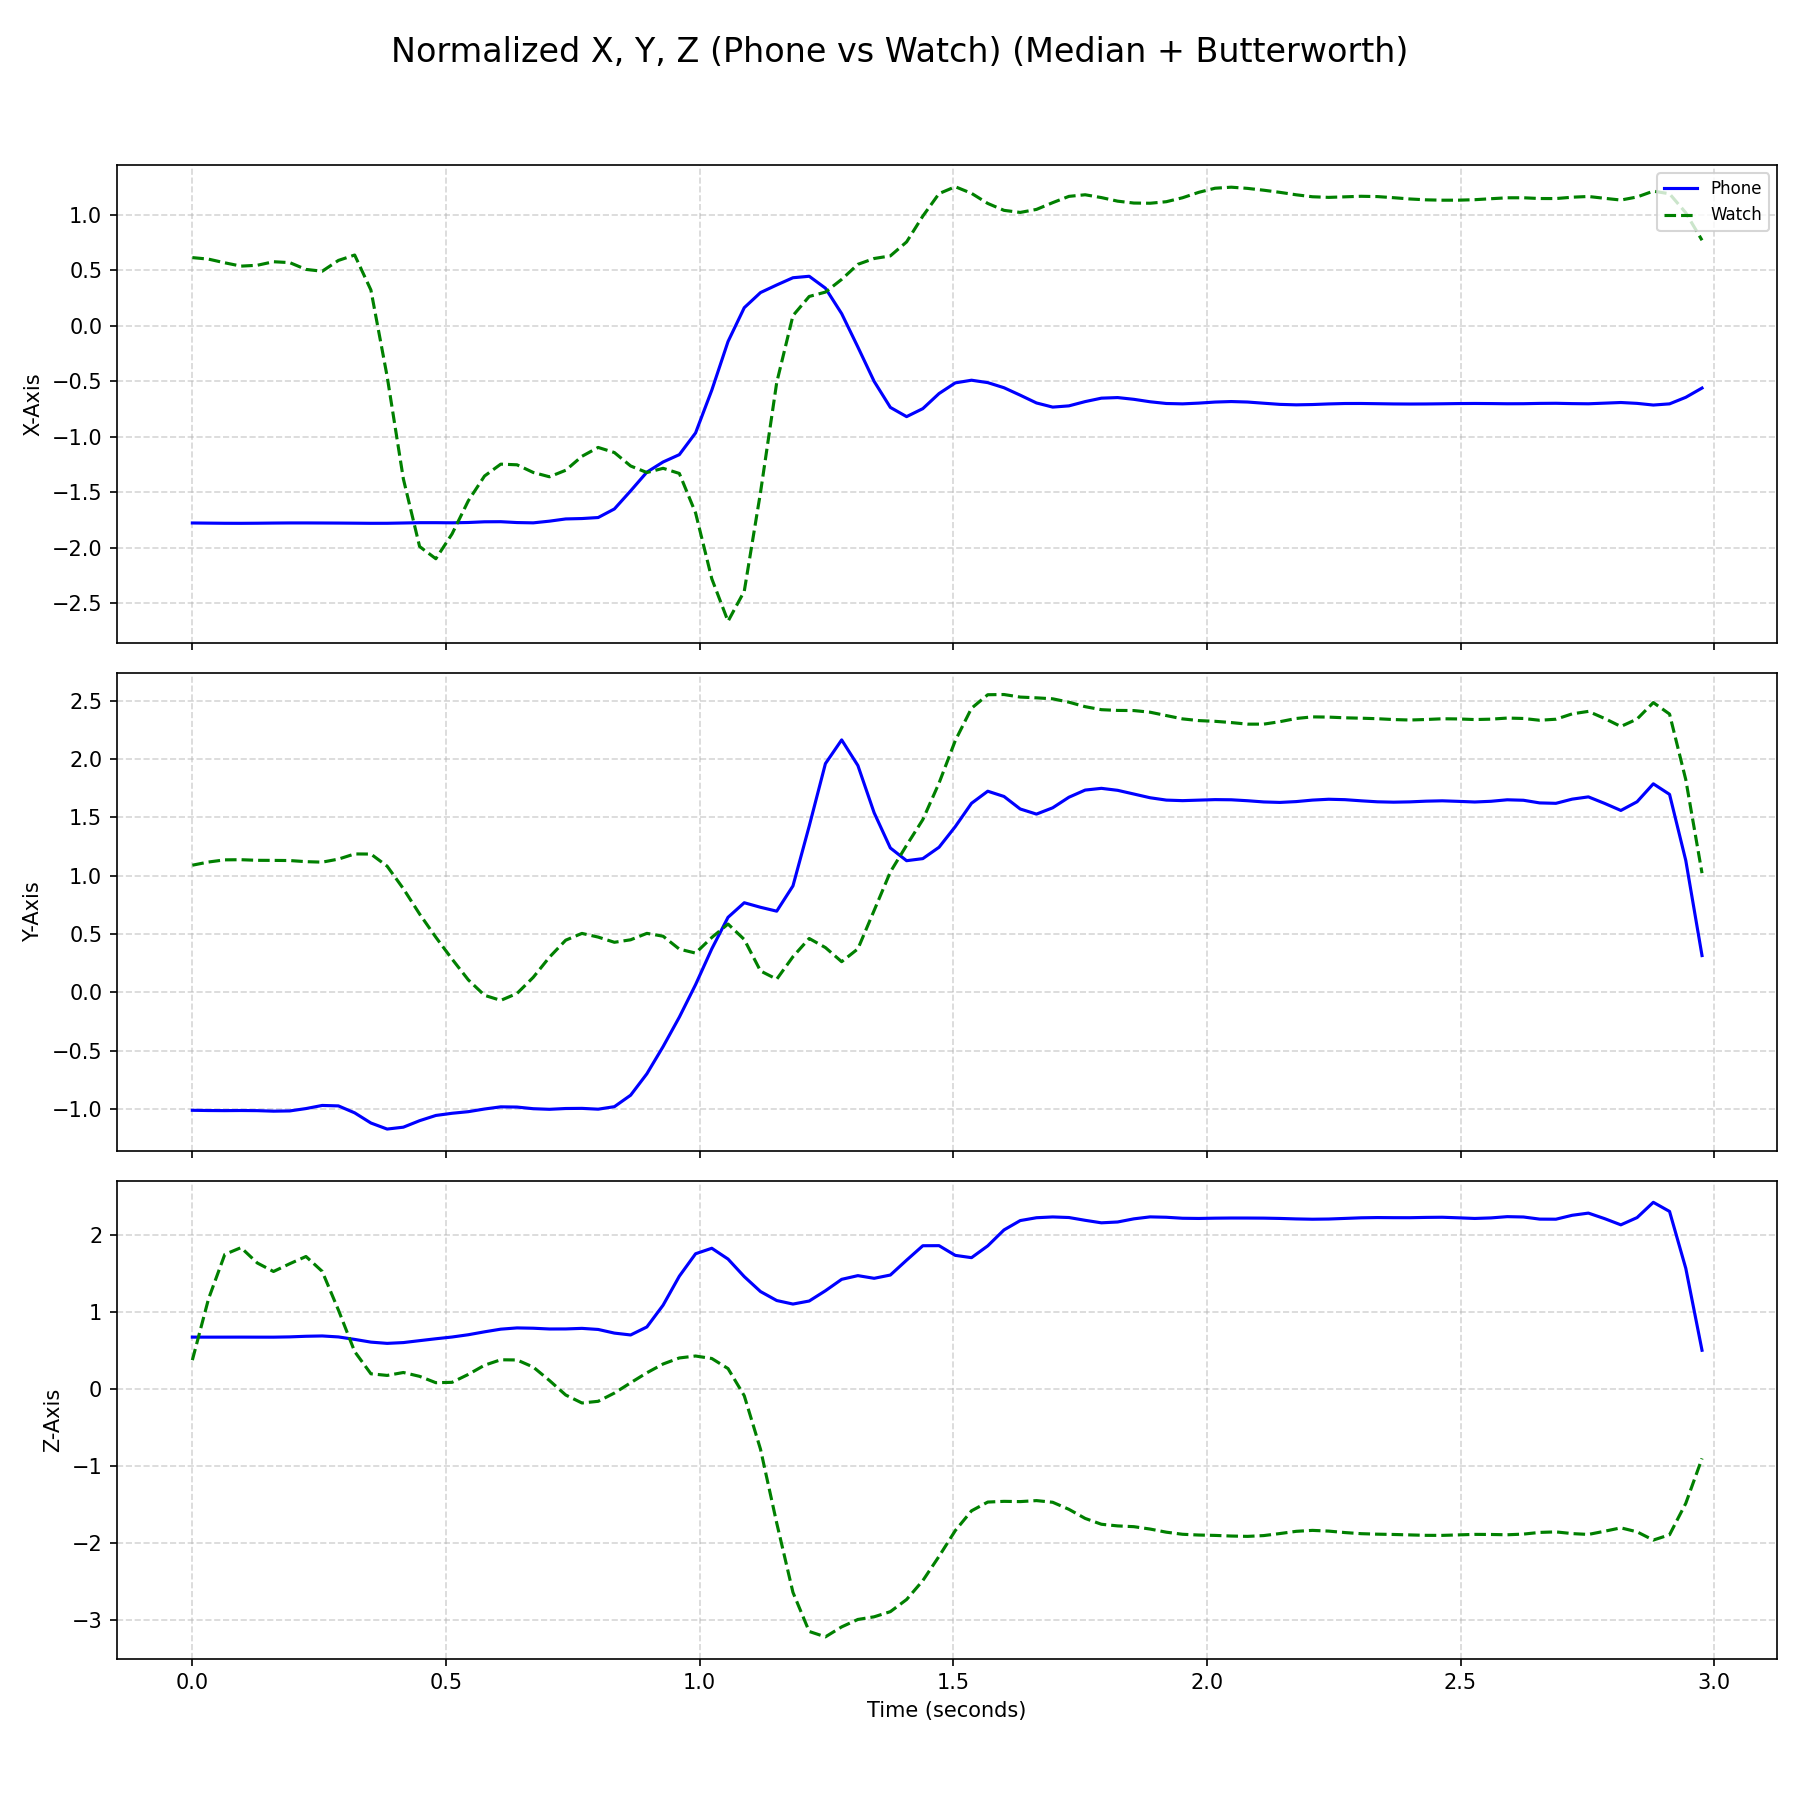 Normalized X, Y, Z (Phone vs Watch) (Median + Butterworth)
Phone
Watch
X-Axis
1.0
0.5
0.0
−0.5
−1.0
−1.5
−2.0
−2.5
Y-Axis
2.5
2.0
1.5
1.0
0.5
0.0
−0.5
−1.0
Z-Axis
2
1
0
−1
−2
−3
0.0 0.5 1.0 1.5 2.0 2.5 3.0
Time (seconds)